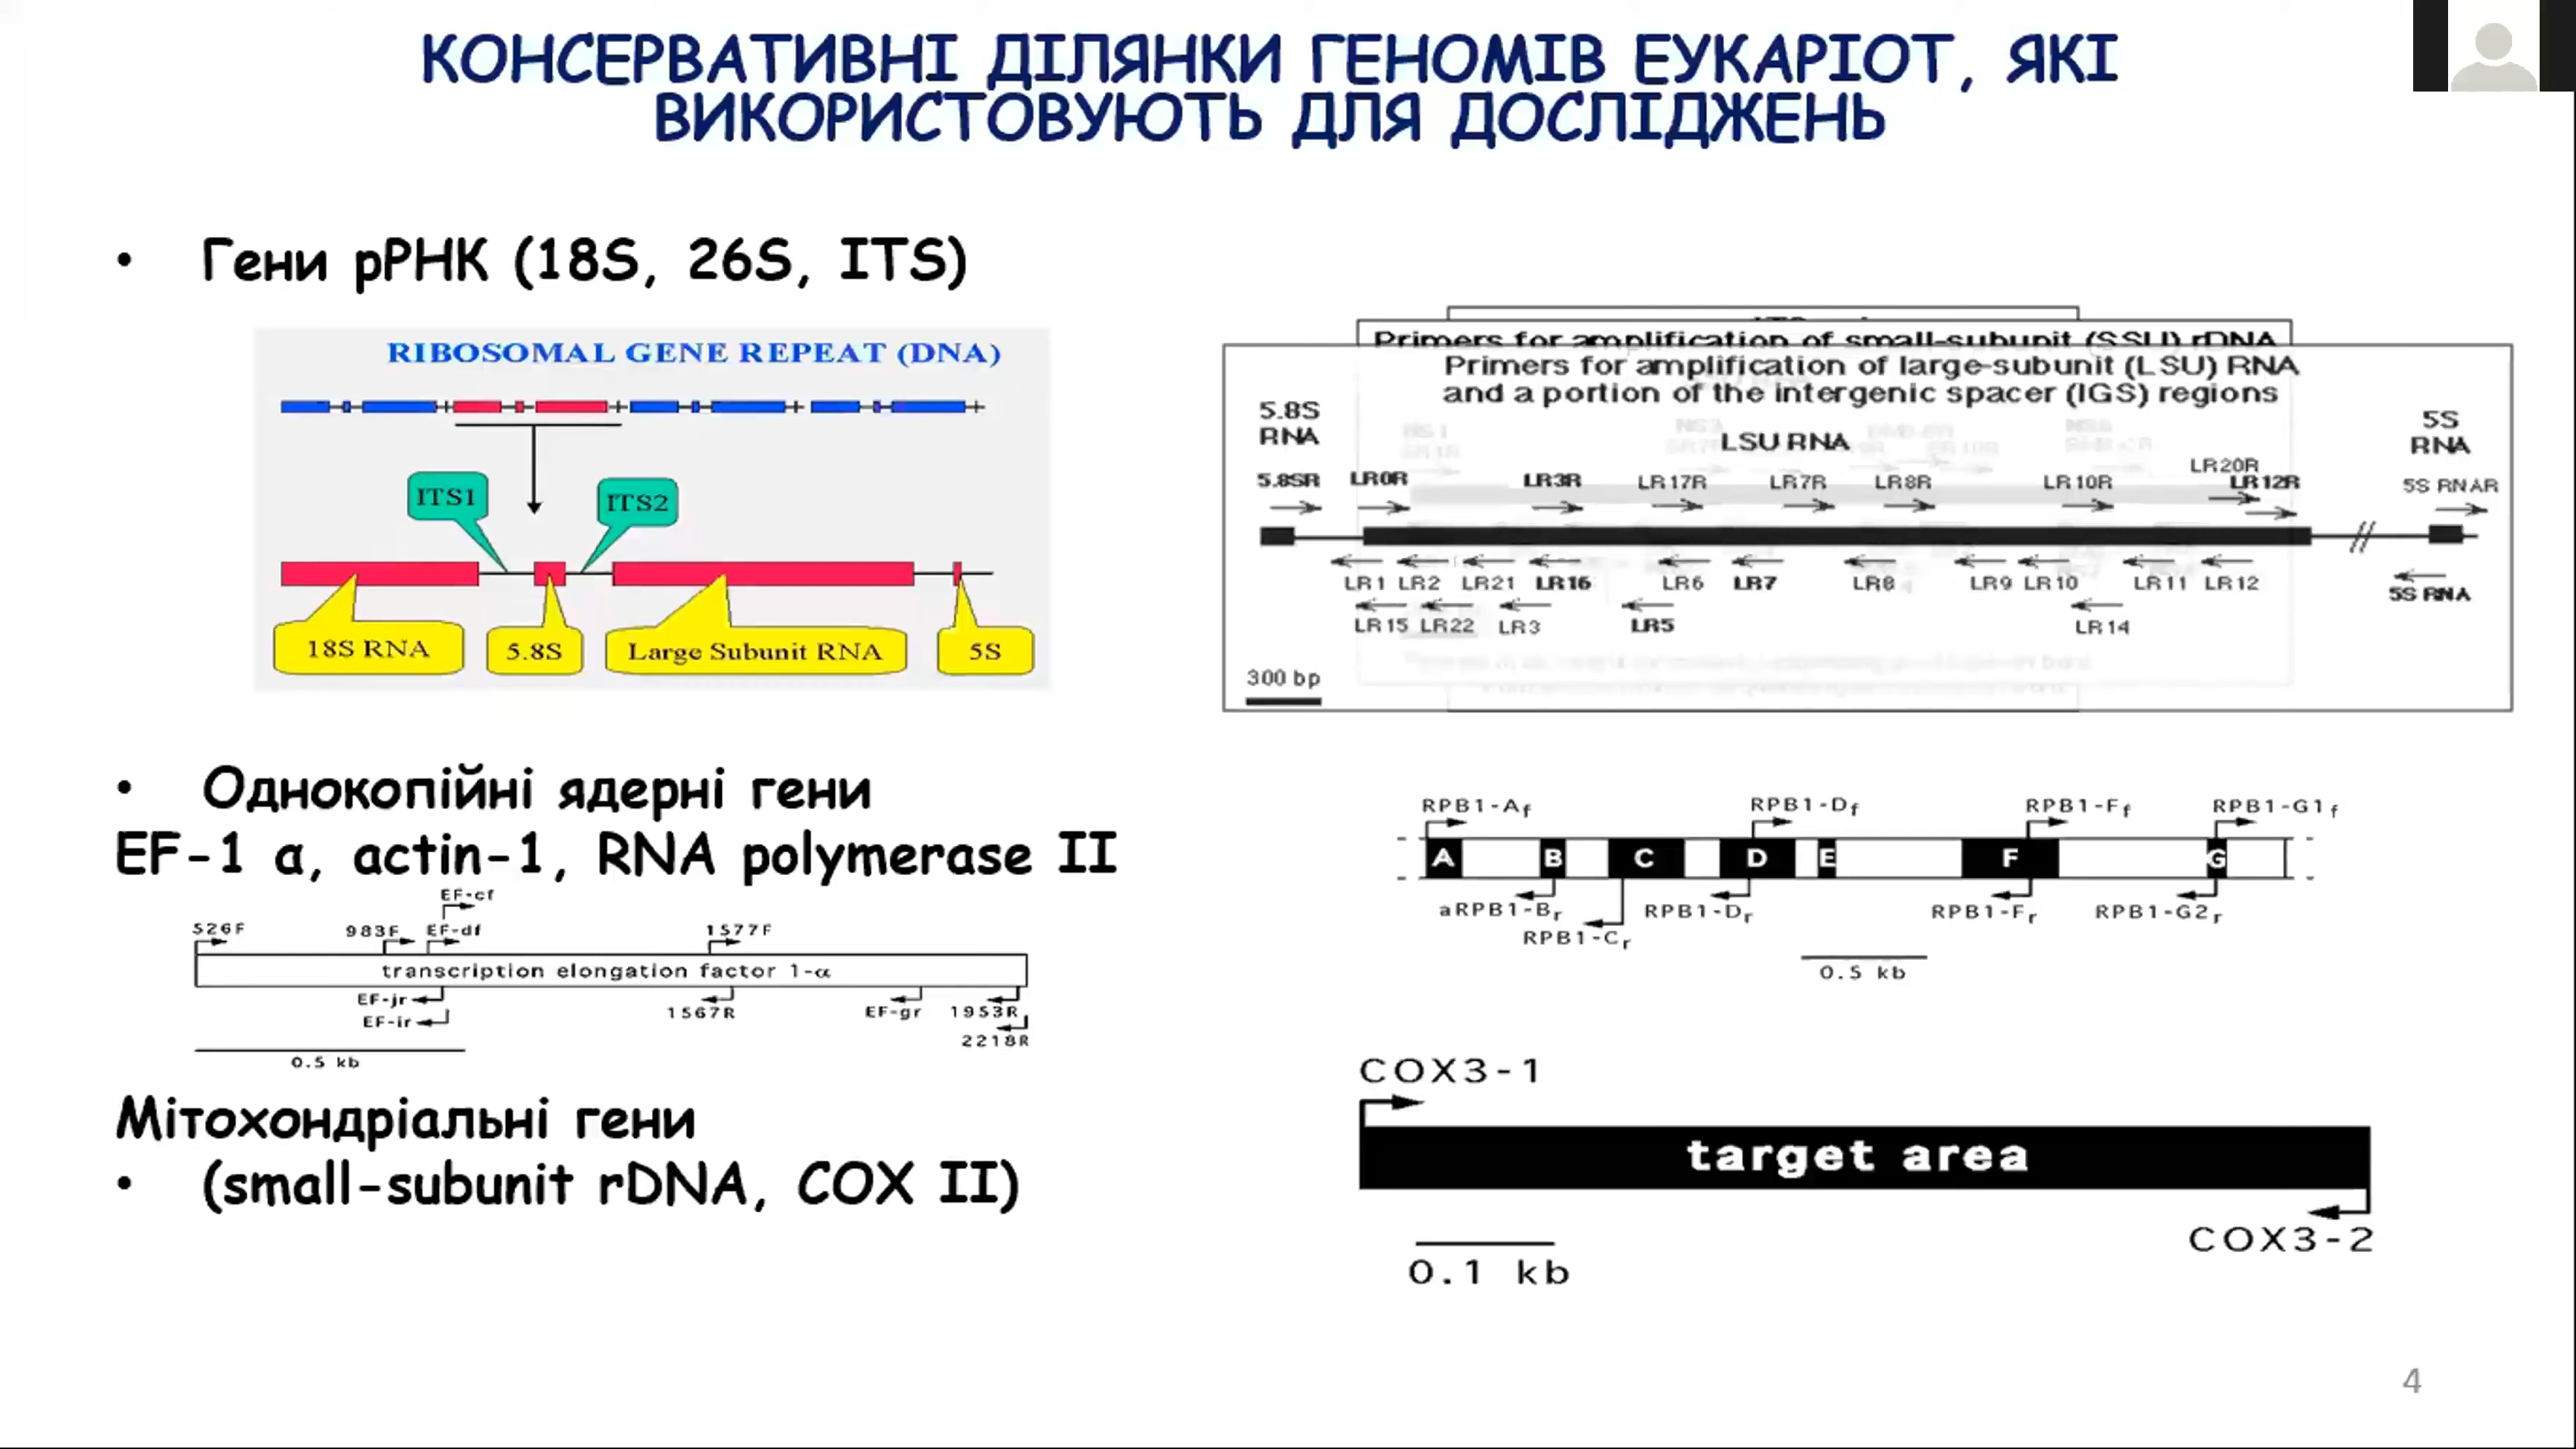 КОНСЕРВАТИВНІ ДІЛЯНКИ ГЕНОМІВ ЕУКАРІОТ, ЯКІ
ВИКОРИСТОВУЮТЬ ДЛЯ ДОСЛІДЖЕНЬ
• Гени рРНК (18S, 26S, ITS)
RIBOSOMAL GENE REPEAT (DNA)
ITS1
ITS2
18S RNA
5.8S
Large Subunit RNA
5S
Primers for amplification of small-subunit (SSU) rDNA
Primers for amplification of large-subunit (LSU) RNA
and a portion of the intergenic spacer (IGS) regions
5.8S
RNA
LSU RNA
5S
RNA
5.8SR LR0R LR3R LR17R LR7R LR8R LR10R LR20R LR12R 5S RNAR
LR1 LR2 LR21 LR16 LR6 LR7 LR8 LR9 LR10 LR11 LR12 5S RNA
LR15 LR22 LR3 LR5 LR14
300 bp
• Однокопійні ядерні гени
EF-1 α, actin-1, RNA polymerase II
EF-cf
526F 983F EF-df 1577F
transcription elongation factor 1-α
EF-jr 1567R EF-gr 1953R
EF-ir 2218R
0.5 kb
RPB1-Af RPB1-Df RPB1-Ff RPB1-G1f
A B C D E F G
aRPB1-Br RPB1-Dr RPB1-Fr RPB1-G2r
RPB1-Cr
0.5 kb
Мітохондріальні гени
• (small-subunit rDNA, COX II)
COX3-1
target area
COX3-2
0.1 kb
4